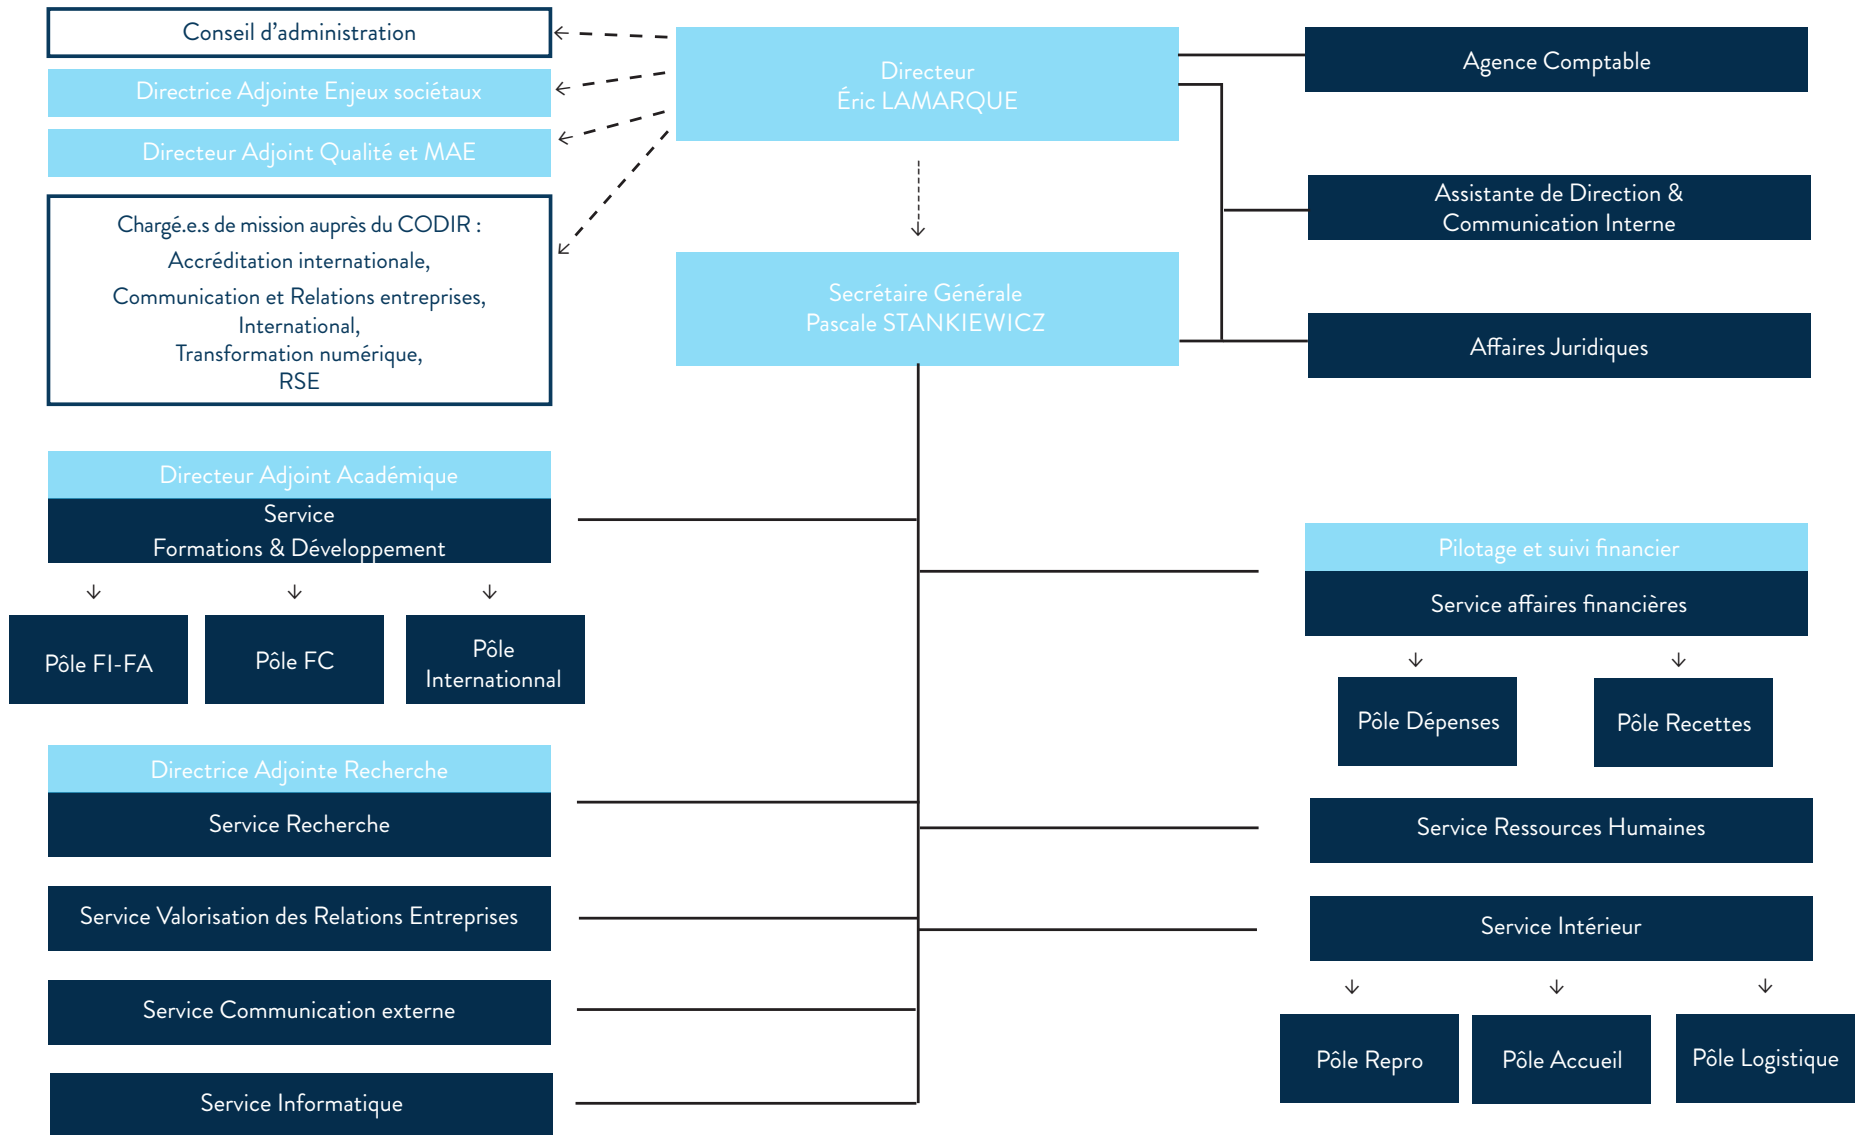 Conseil d’administration
Directrice Adjointe Enjeux sociétaux
Directeur Adjoint Qualité et MAE
Chargé.e.s de mission auprès du CODIR :
Accréditation internationale,
Communication et Relations entreprises,
International,
Transformation numérique,
RSE
Directeur
Éric LAMARQUE
Secrétaire Générale
Pascale STANKIEWICZ
Agence Comptable
Assistante de Direction &
Communication Interne
Affaires Juridiques
Directeur Adjoint Académique
Service
Formations & Développement
Pôle FI-FA
Pôle FC
Pôle
Internationnal
Directrice Adjointe Recherche
Service Recherche
Service Valorisation des Relations Entreprises
Service Communication externe
Service Informatique
Pilotage et suivi financier
Service affaires financières
Pôle Dépenses
Pôle Recettes
Service Ressources Humaines
Service Intérieur
Pôle Repro
Pôle Accueil
Pôle Logistique